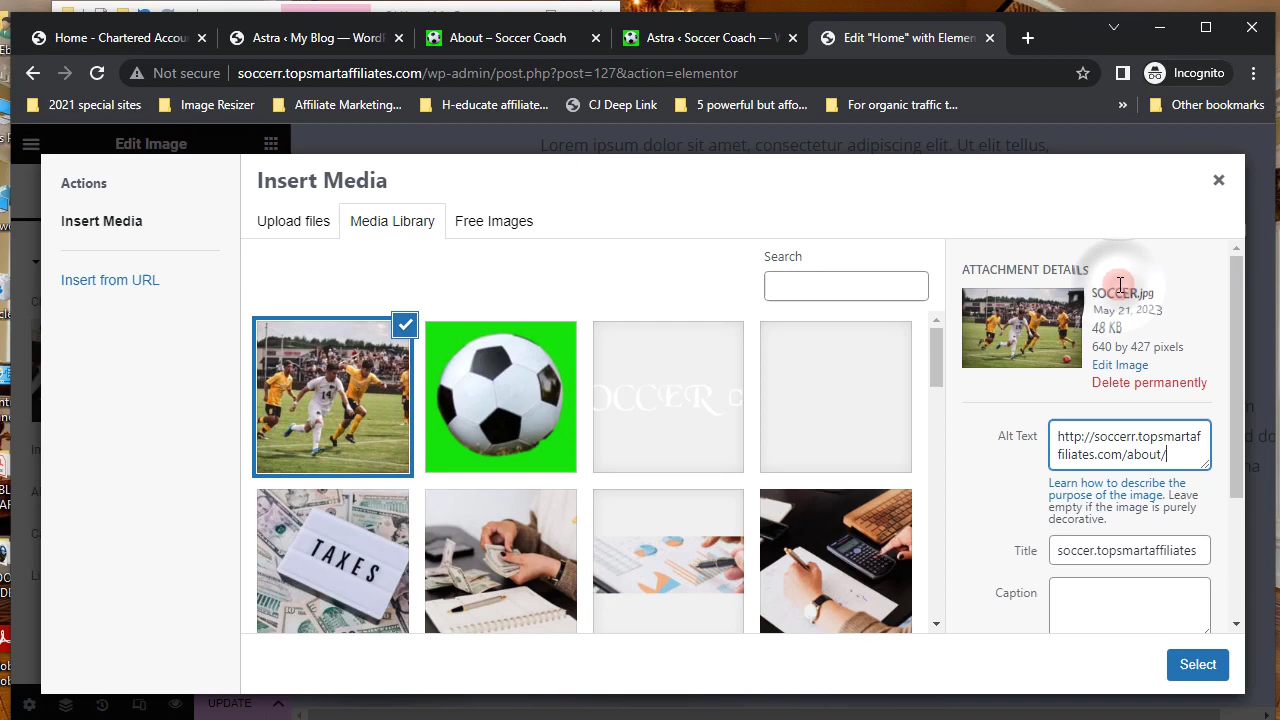 Home - Chartered Accou
Astra ‹ My Blog — WordP
About – Soccer Coach
Astra ‹ Soccer Coach — W
Edit "Home" with Elemen
Not secure
soccerr.topsmartaffiliates.com/wp-admin/post.php?post=127&action=elementor
Incognito
2021 special sites
Image Resizer
Affiliate Marketing...
H-educate affiliate...
CJ Deep Link
5 powerful but affo...
For organic traffic t...
»
Other bookmarks
Edit Image
Lorem ipsum dolor sit amet, consectetur adipiscing elit. Ut elit tellus,
Actions
Insert Media
Insert from URL
Insert Media
Upload files
Media Library
Free Images
Search
14
SOCCER
TAXES
ATTACHMENT DETAILS
SOCCER.jpg
May 21, 2023
48 KB
640 by 427 pixels
Edit Image
Delete permanently
Alt Text
http://soccerr.topsmartaf
filiates.com/about/
Learn how to describe the
purpose of the image. Leave
empty if the image is purely
decorative.
Title
soccer.topsmartaffiliates
Caption
Select
UPDATE